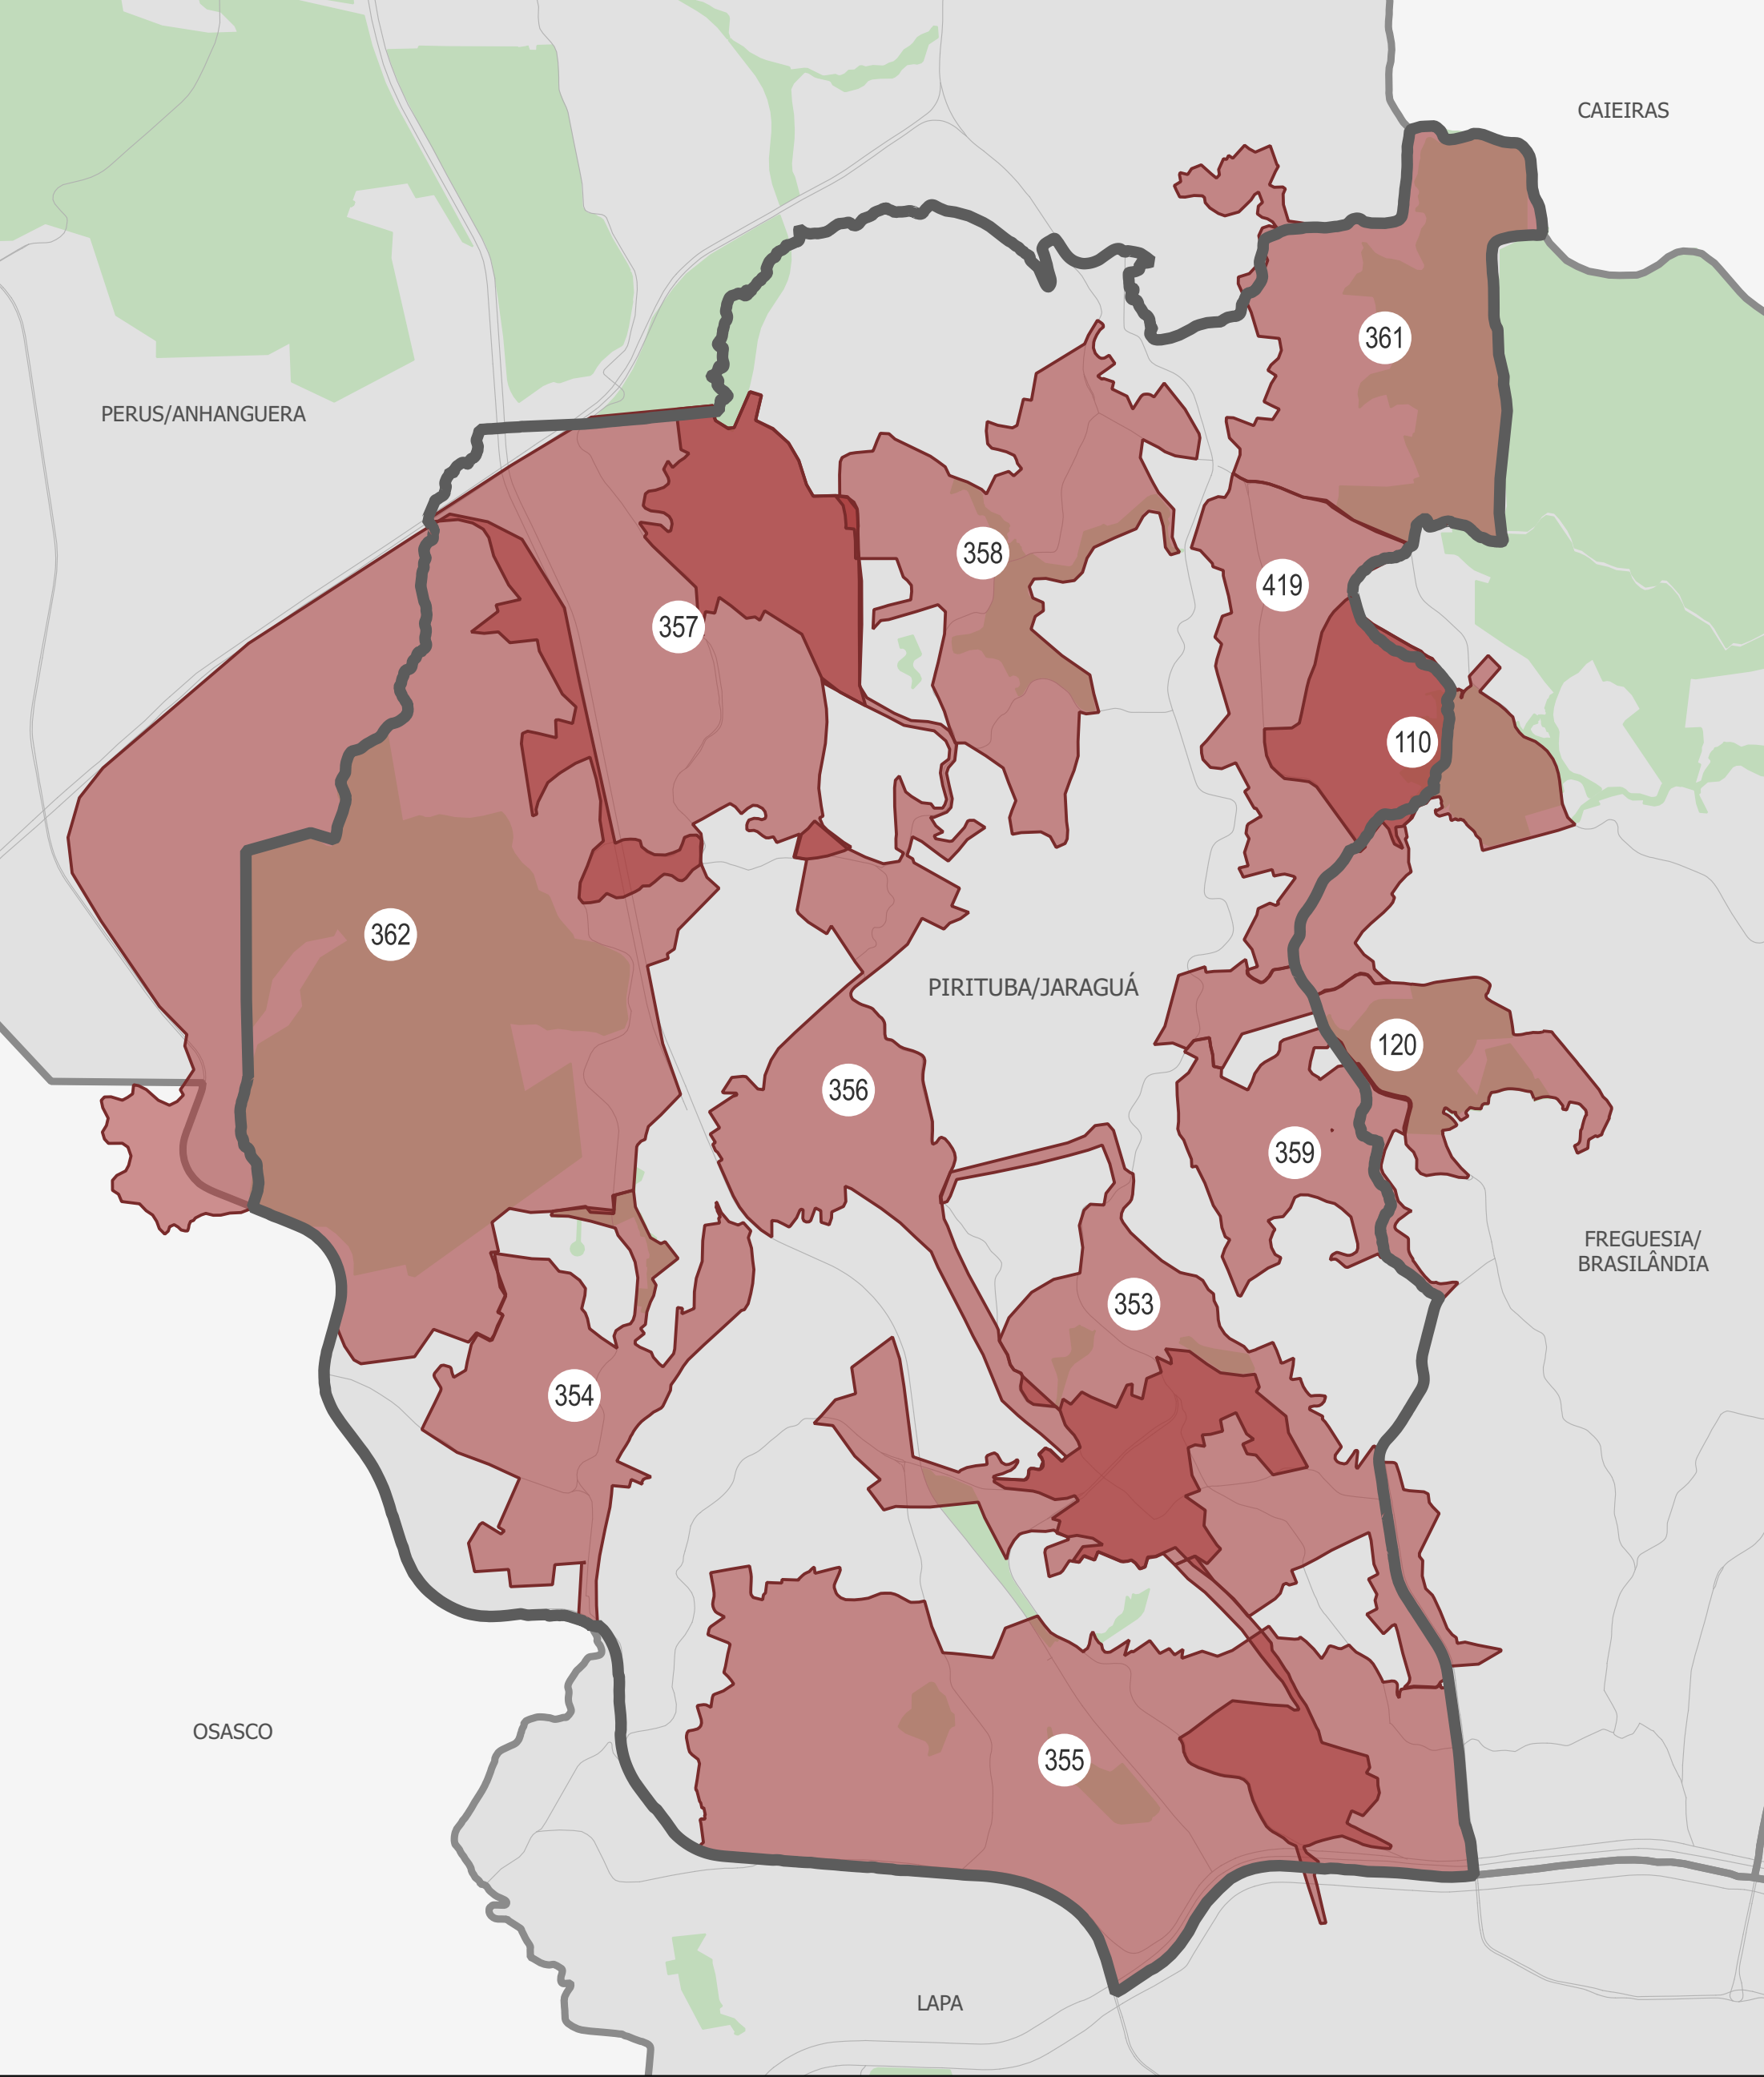 CAIEIRAS
361
PERUS/ANHANGUERA
358
419
357
110
362
PIRITUBA/JARAGUÁ
120
356
359
FREGUESIA/
BRASILÂNDIA
353
354
OSASCO
355
LAPA